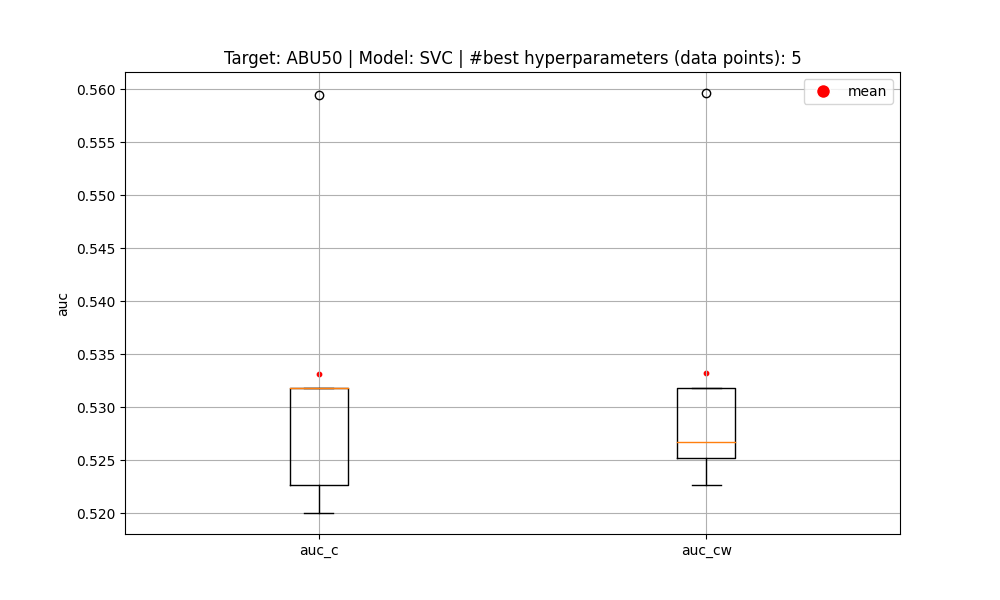 Target: ABU50 | Model: SVC | #best hyperparameters (data points): 5
mean
0.560
0.555
0.550
0.545
0.540
0.535
0.530
0.525
0.520
auc
auc_c
auc_cw